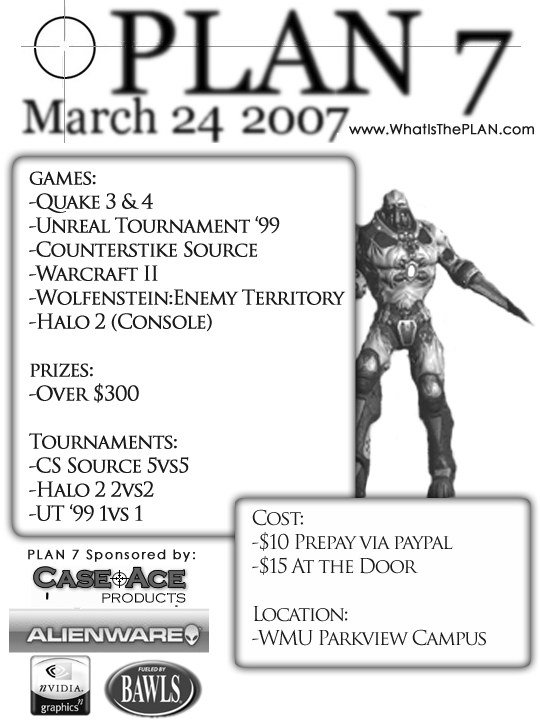 PLAN 7
March 24 2007
www.WhatIsThePLAN.com
GAMES:
-Quake 3 & 4
-Unreal Tournament ‘99
-Counterstike Source
-Warcraft II
-Wolfenstein:Enemy Territory
-Halo 2 (Console)
PRIZES:
-Over $300
Tournaments:
-CS Source 5vs5
-Halo 2 2vs2
-UT ‘99 1vs 1
Cost:
-$10 Prepay via paypal
-$15 At the Door
Location:
-WMU Parkview Campus
PLAN 7 Sponsored by:
CASE ACE
PRODUCTS
ALIENWARE
nVIDIA.
graphicsⁿ
FUELED BY
BAWLS